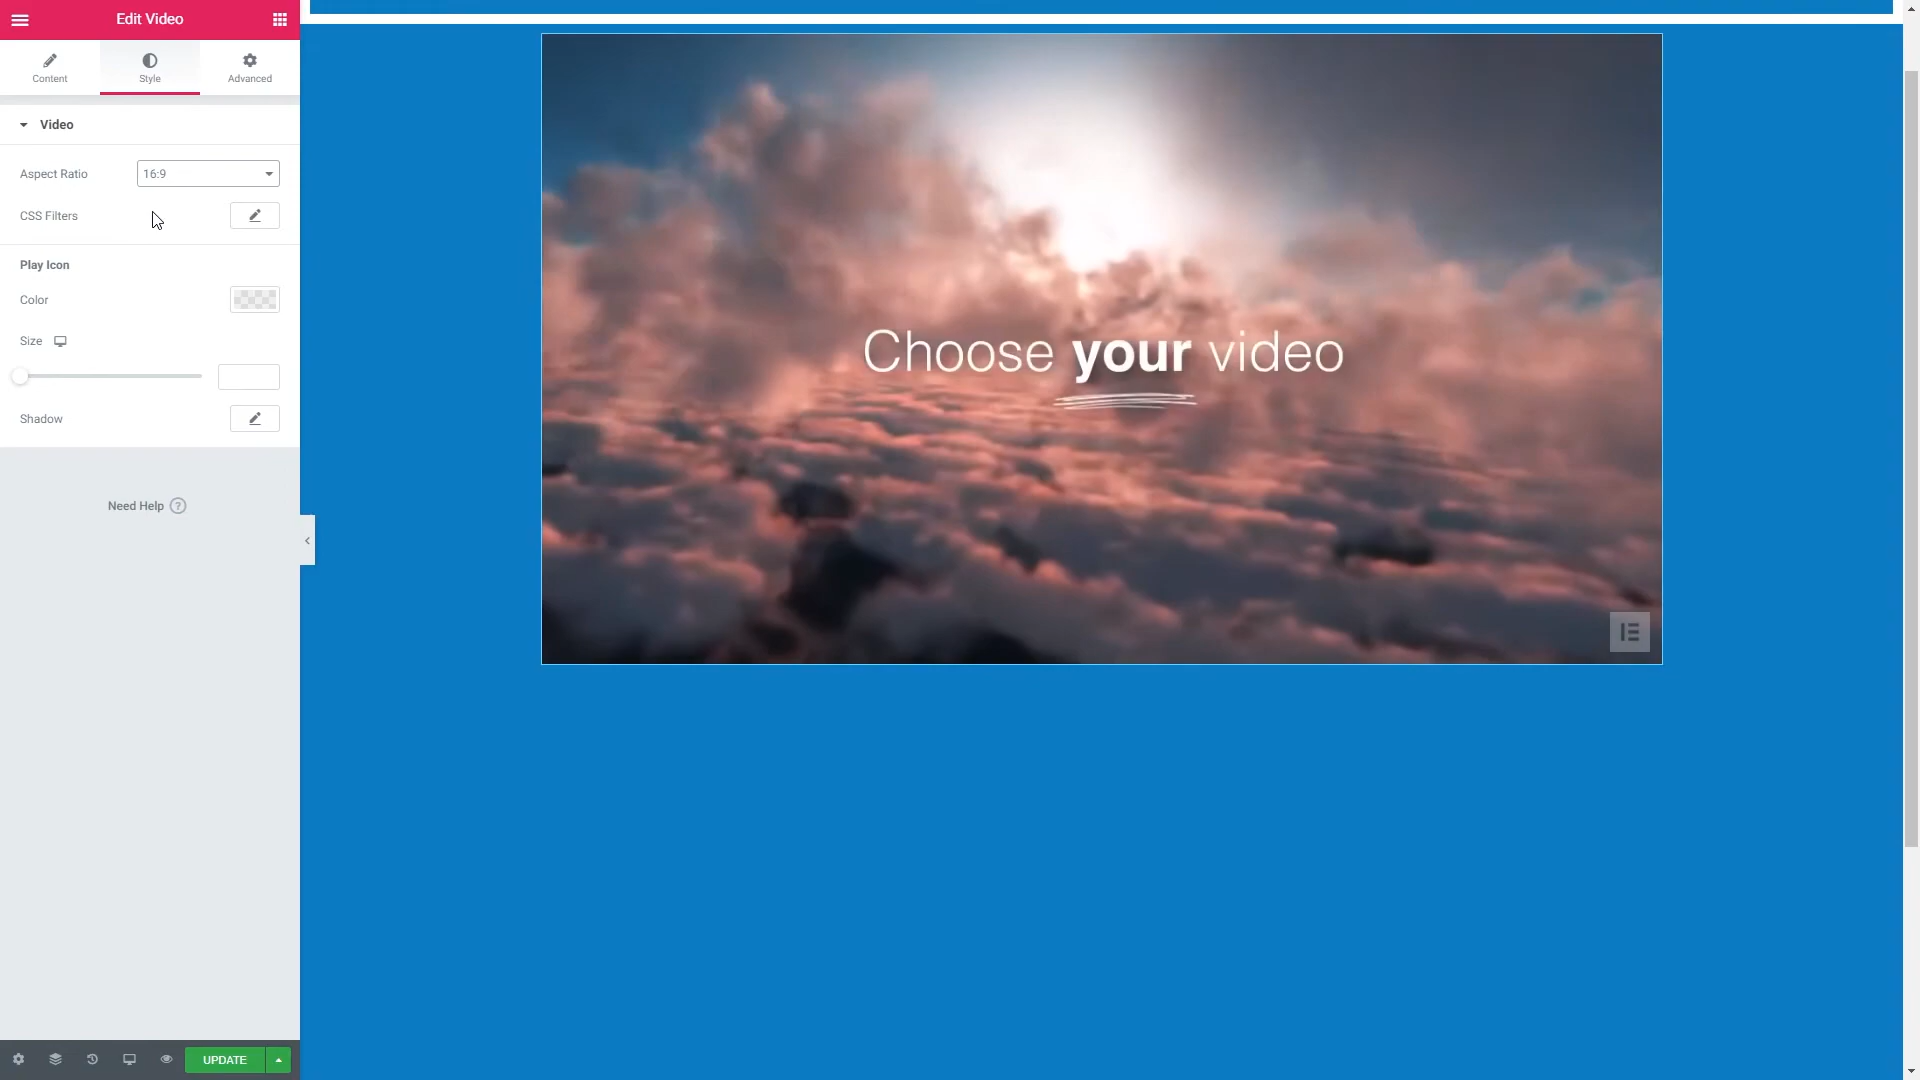 Edit Video
Content
Style
Advanced
Video
Aspect Ratio
16:9
CSS Filters
Play Icon
Color
Size
Shadow
Need Help ?
UPDATE
Choose your video